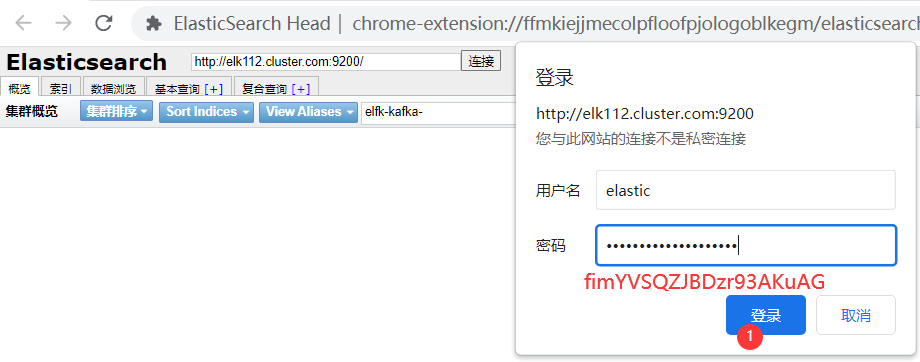 ElasticSearch Head | chrome-extension://ffmkiejjmecolpfloofpjologoblkegm/elasticsearch
Elasticsearch http://elk112.cluster.com:9200/ 连接
概览 索引 数据浏览 基本查询 [+] 复合查询 [+]
集群概览 集群排序 Sort Indices View Aliases elfk-kafka-
登录
http://elk112.cluster.com:9200
您与此网站的连接不是私密连接
用户名 elastic
密码 ••••••••••••••••••••
fimYVSQZJBDzr93AKuAG
登录 取消
1